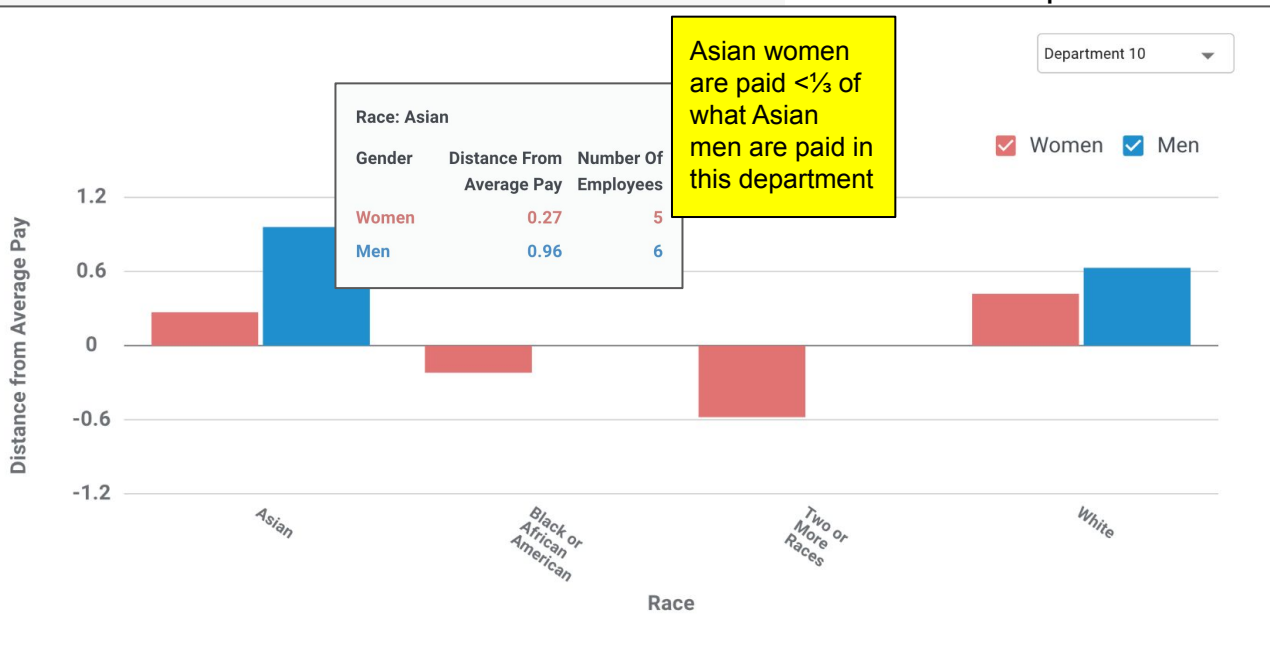 Asian women
are paid <⅓ of
what Asian
men are paid in
this department
Department 10
Race: Asian
Gender Distance From Average Pay Number Of Employees
Women 0.27 5
Men 0.96 6
Women Men
1.2
0.6
0
-0.6
-1.2
Distance from Average Pay
Asian
Black or
African
American
Two or
More
Races
White
Race